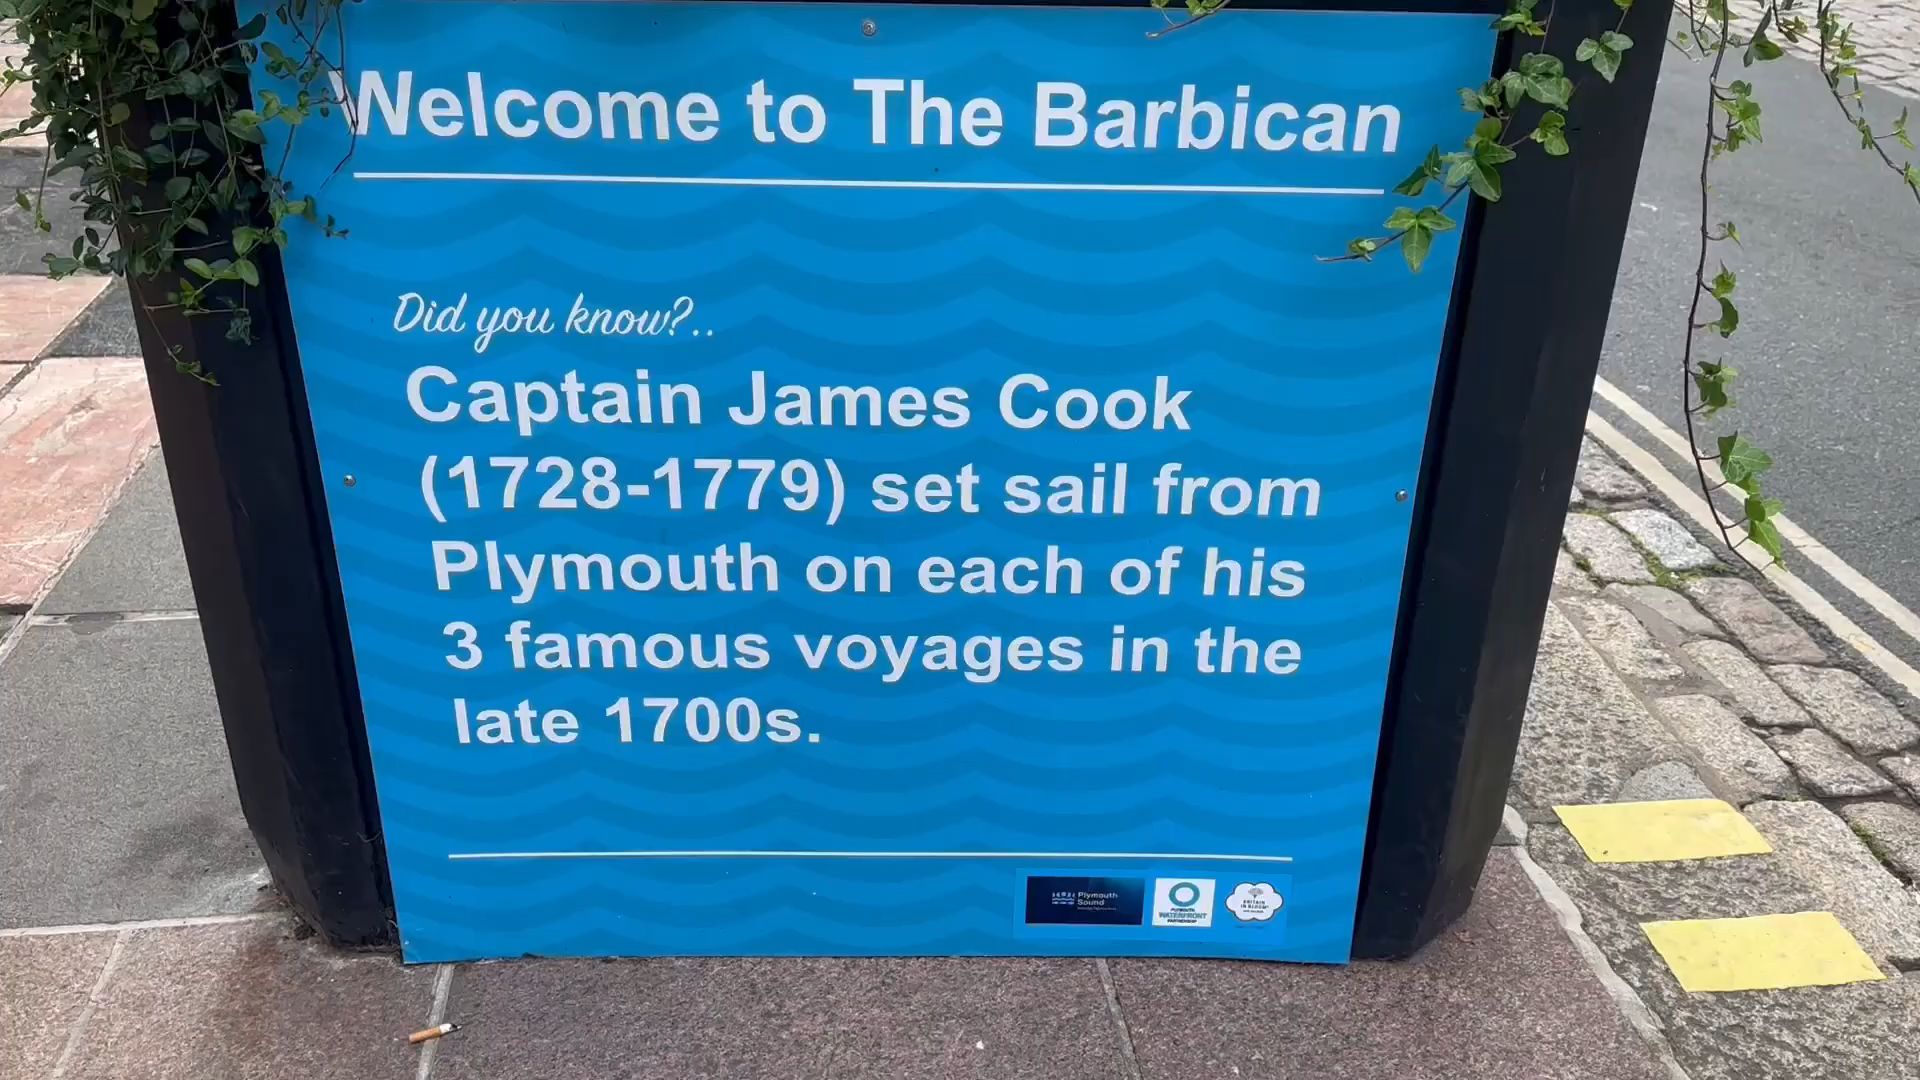 Welcome to The Barbican
Did you know?..
Captain James Cook
(1728-1779) set sail from
Plymouth on each of his
3 famous voyages in the
late 1700s.
Plymouth
Sound
PLYMOUTH
WATERFRONT
PARTNERSHIP
BRITAIN
IN BLOOM